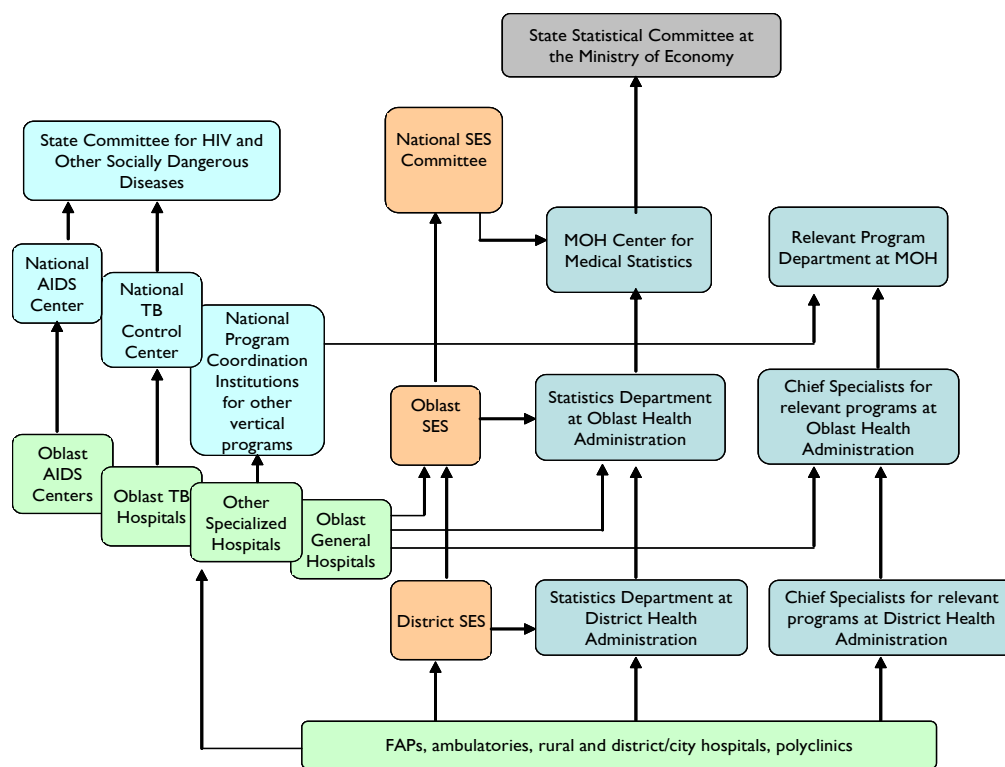 State Statistical Committee at
the Ministry of Economy
State Committee for HIV and
Other Socially Dangerous
Diseases
National SES
Committee
MOH Center for
Medical Statistics
Relevant Program
Department at MOH
National
AIDS
Center
National
TB
Control
Center
National
Program
Coordination
Institutions
for other
vertical
programs
Oblast
SES
Statistics Department
at Oblast Health
Administration
Chief Specialists for
relevant programs at
Oblast Health
Administration
Oblast
AIDS
Centers
Oblast TB
Hospitals
Other
Specialized
Hospitals
Oblast
General
Hospitals
District SES
Statistics Department at
District Health
Administration
Chief Specialists for relevant
programs at District Health
Administration
FAPs, ambulatories, rural and district/city hospitals, polyclinics